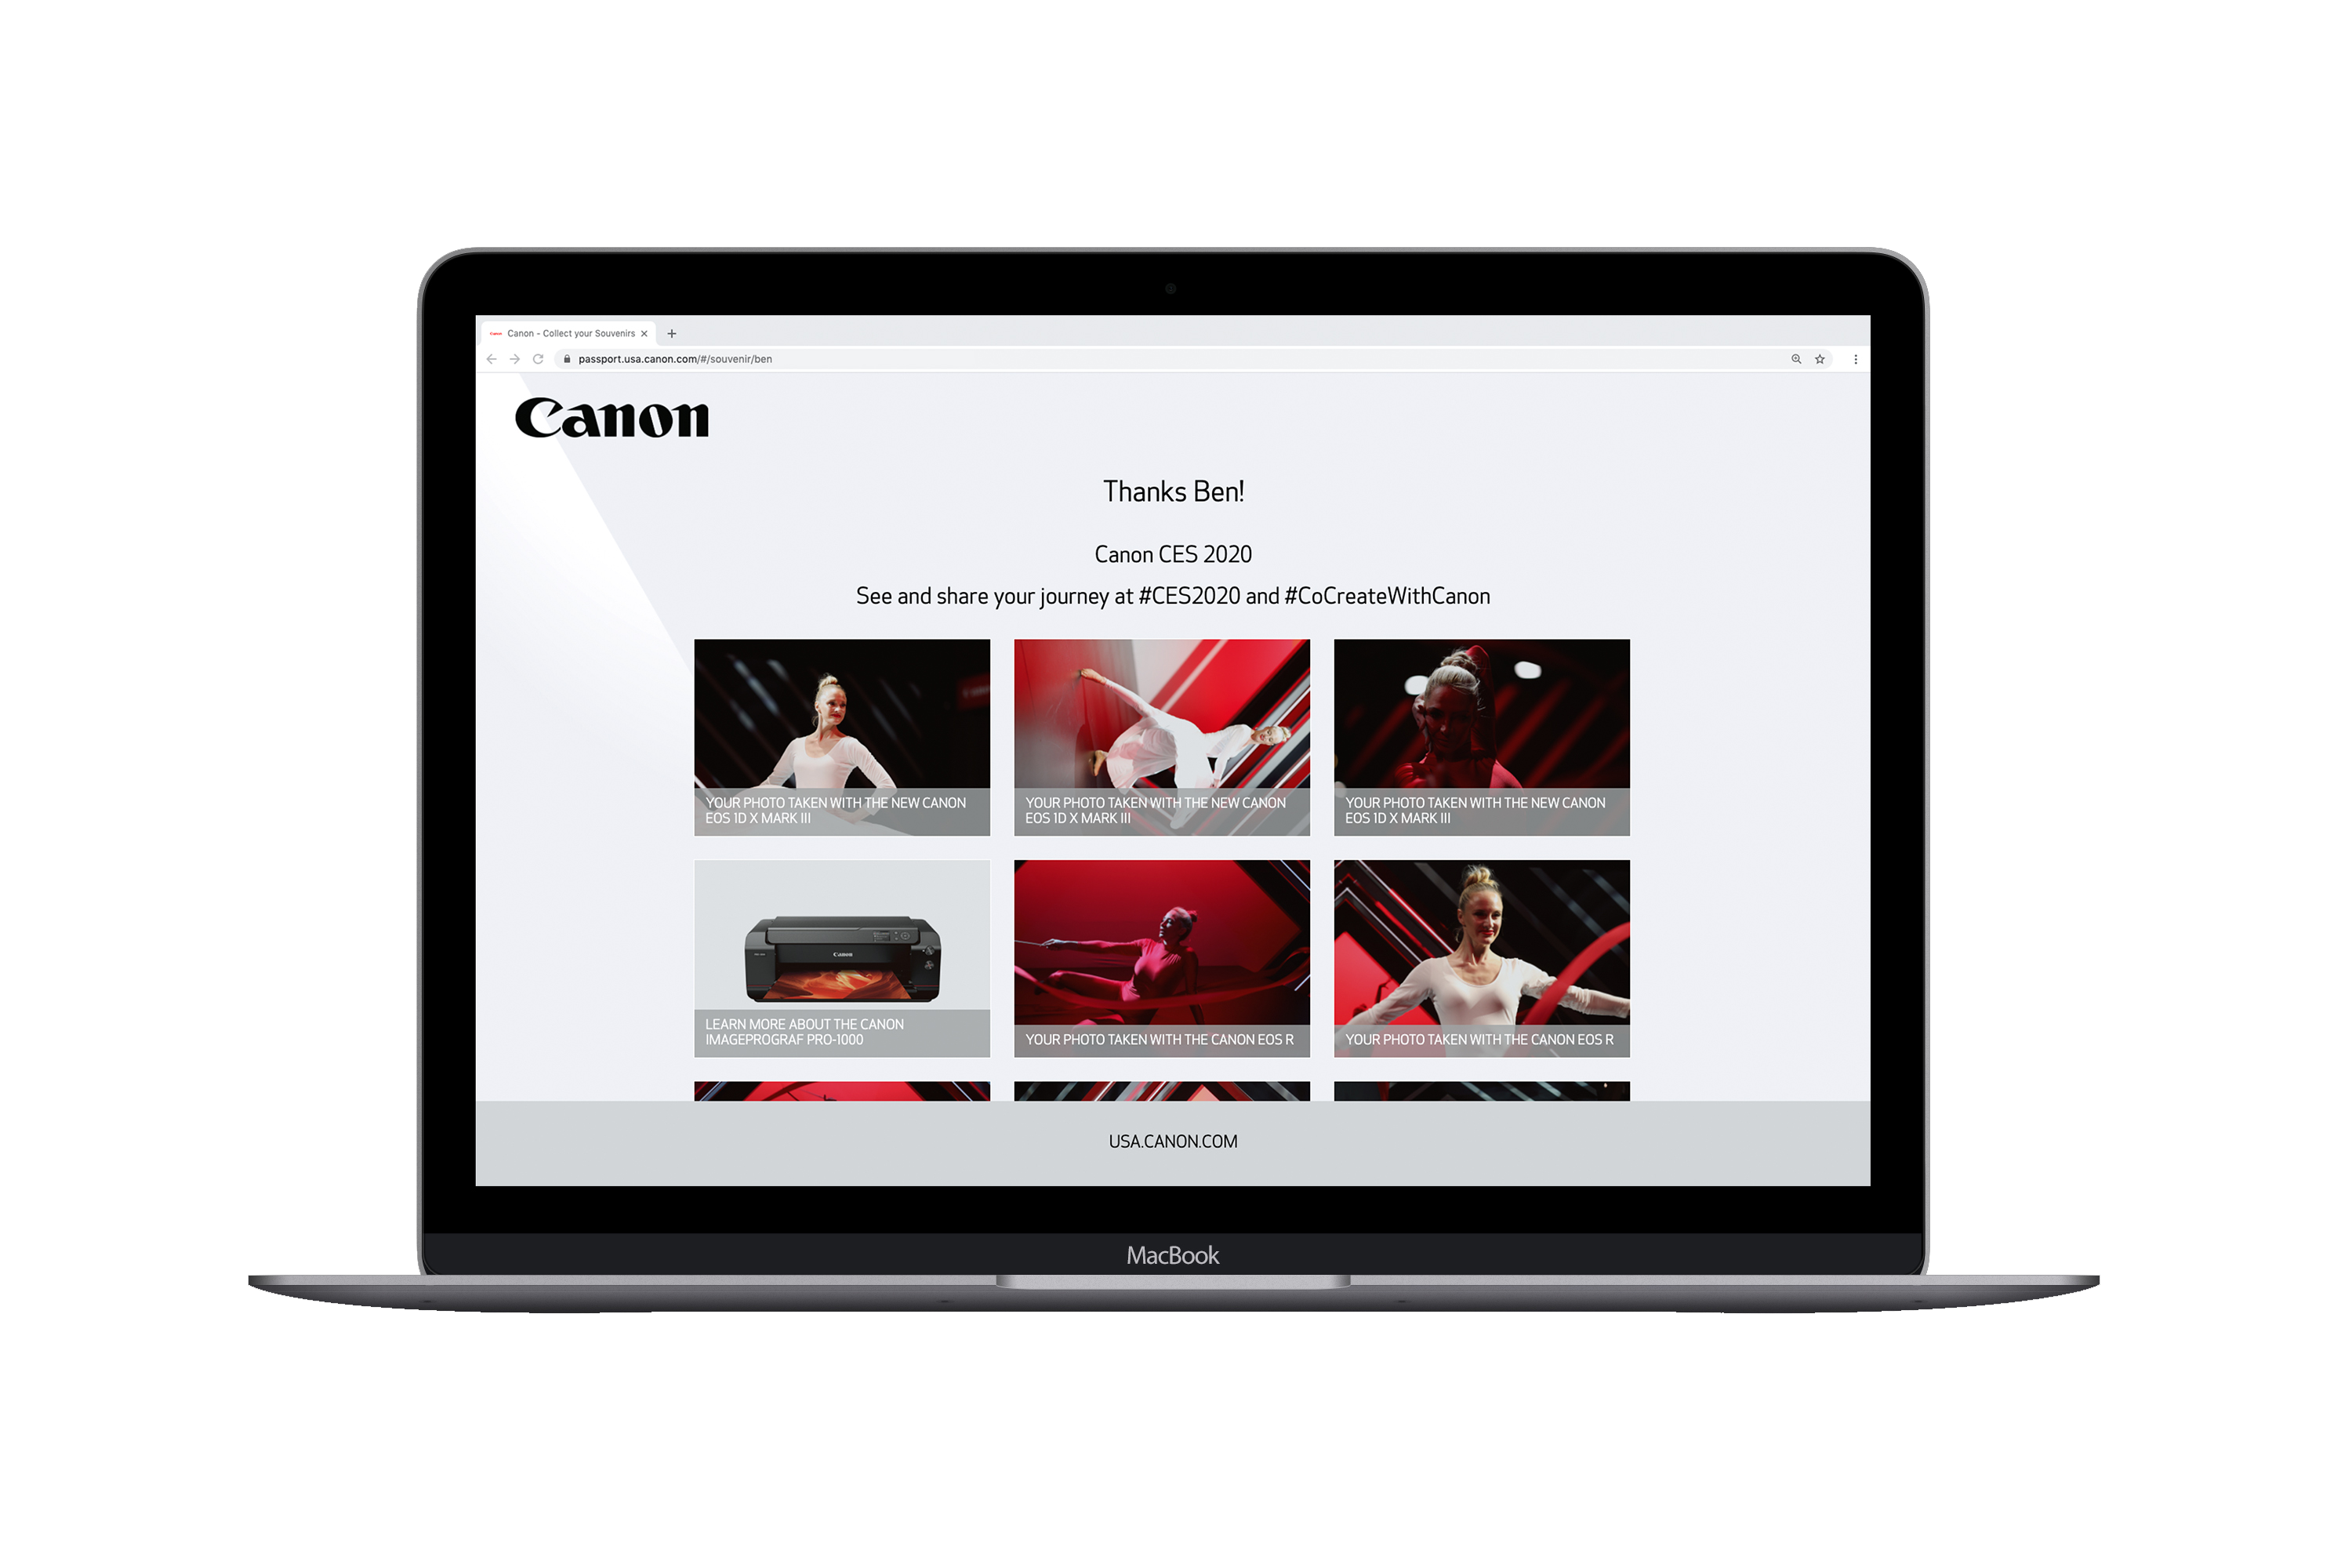 Canon - Collect your Souvenirs
passport.usa.canon.com/#/souvenir/ben
Canon
Thanks Ben!
Canon CES 2020
See and share your journey at #CES2020 and #CoCreateWithCanon
YOUR PHOTO TAKEN WITH THE NEW CANON
EOS 1D X MARK III
YOUR PHOTO TAKEN WITH THE NEW CANON
EOS 1D X MARK III
YOUR PHOTO TAKEN WITH THE NEW CANON
EOS 1D X MARK III
Canon
LEARN MORE ABOUT THE CANON
IMAGEPROGRAF PRO-1000
YOUR PHOTO TAKEN WITH THE CANON EOS R
YOUR PHOTO TAKEN WITH THE CANON EOS R
USA.CANON.COM
MacBook